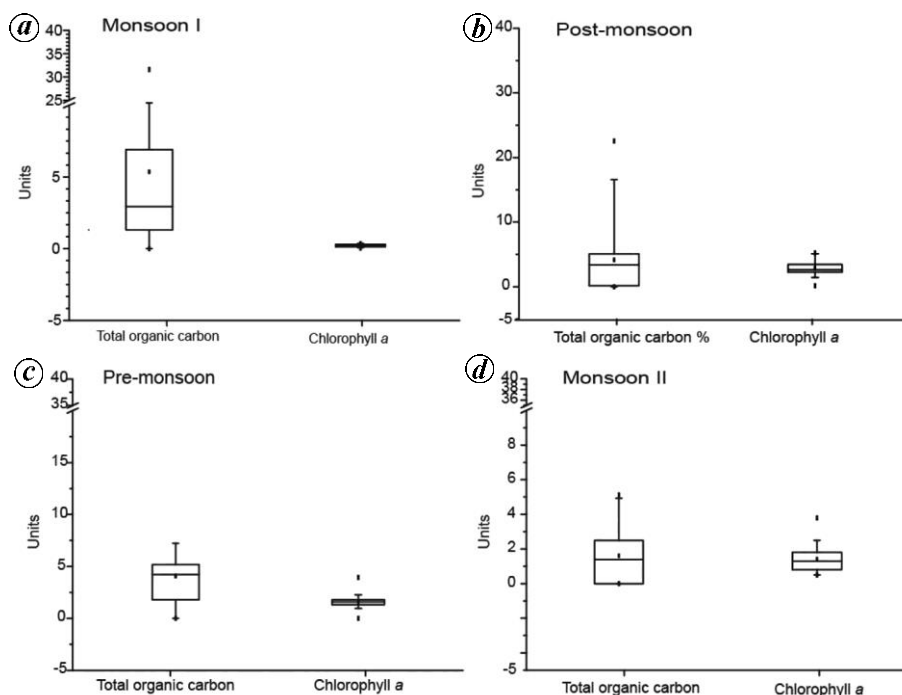 a Monsoon I
40
35
30
25
5
0
-5
Units
Total organic carbon
Chlorophyll a
b Post-monsoon
40
30
20
10
0
-5
Units
Total organic carbon %
Chlorophyll a
c Pre-monsoon
40
35
15
10
5
0
-5
Units
Total organic carbon
Chlorophyll a
d Monsoon II
40
38
36
8
6
4
2
0
-5
Units
Total organic carbon
Chlorophyll a